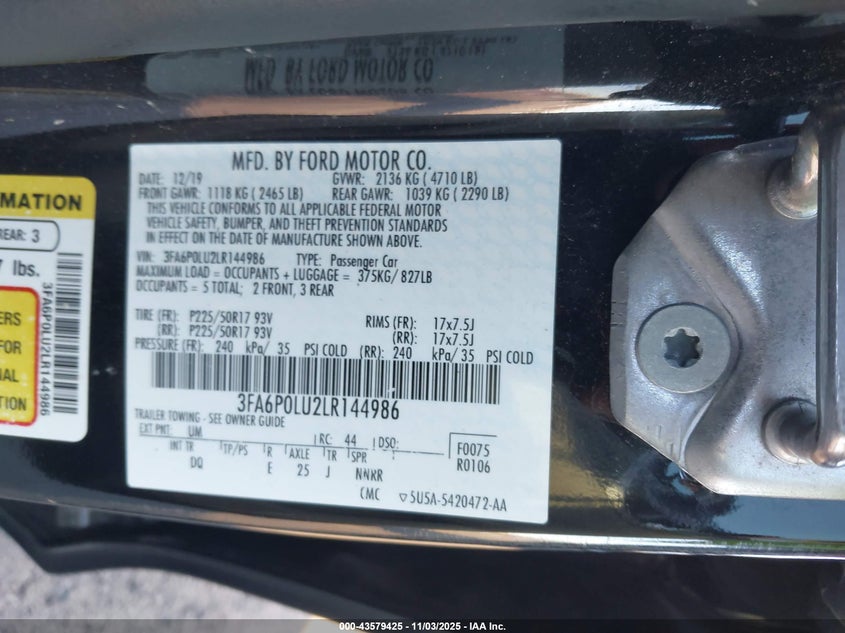 MFD. BY FORD MOTOR CO.
MFD. BY FORD MOTOR CO.
DATE: 12/19 GVWR: 2136 KG ( 4710 LB)
FRONT GAWR: 1118 KG ( 2465 LB) REAR GAWR: 1039 KG ( 2290 LB)
THIS VEHICLE CONFORMS TO ALL APPLICABLE FEDERAL MOTOR
VEHICLE SAFETY, BUMPER, AND THEFT PREVENTION STANDARDS
IN EFFECT ON THE DATE OF MANUFACTURE SHOWN ABOVE.
VIN: 3FA6P0LU2LR144986 TYPE: Passenger Car
MAXIMUM LOAD = OCCUPANTS + LUGGAGE = 375KG/ 827LB
OCCUPANTS = 5 TOTAL; 2 FRONT, 3 REAR
TIRE (FR): P225/50R17 93V RIMS (FR): 17x7.5J
(RR): P225/50R17 93V (RR): 17x7.5J
PRESSURE (FR): 240 kPa/ 35 PSI COLD (RR): 240 kPa/ 35 PSI COLD
3FA6P0LU2LR144986
TRAILER TOWING - SEE OWNER GUIDE
EXT PNT: UM RC: 44 DSO: F0075
INT TR TP/PS R AXLE TR SPR R0106
DQ E 25 J NNRR
CMC ▽5U5A-5420472-AA
MATION
REAR: 3
7 lbs.
ERS
FOR
NAL
TION
3FA6P0LU2LR144986
000-43579425 - 11/03/2025 - IAA Inc.